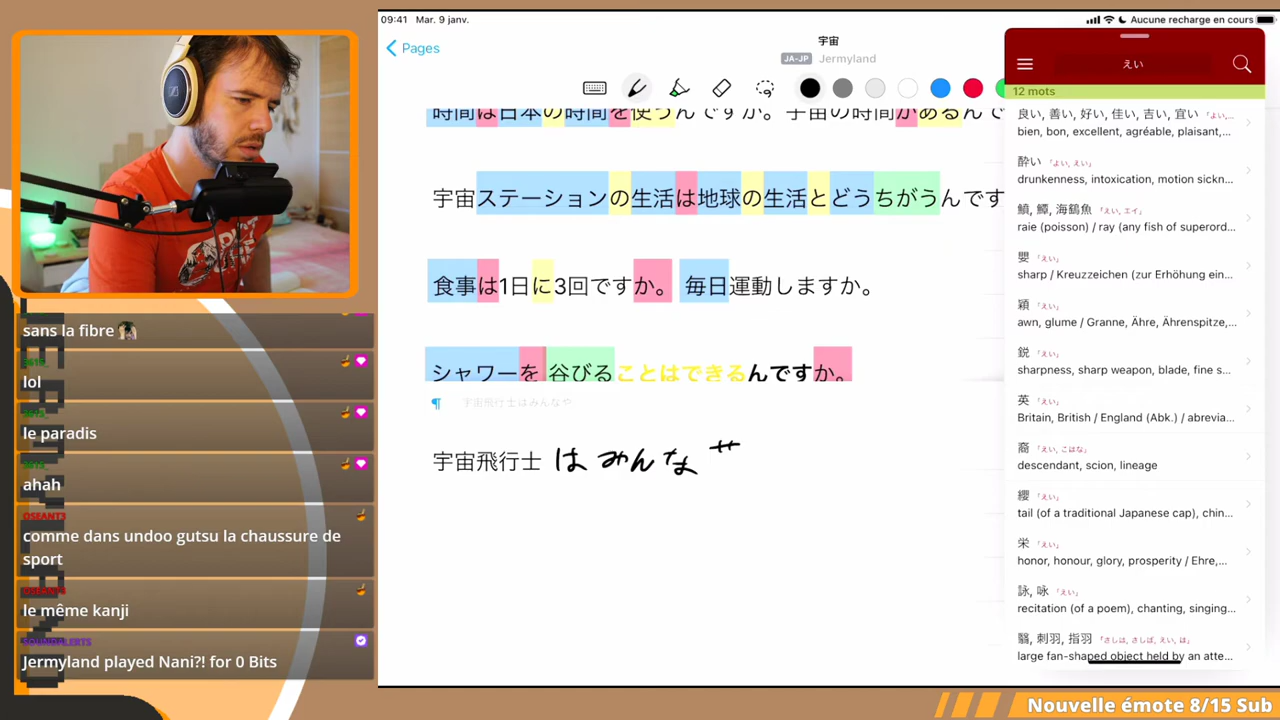 09:41 Mar. 9 janv.
Aucune recharge en cours
Pages
宇宙
JA-JP Jermyland
時間は日本の時間を使うんですか。宇宙の時間があるんで
宇宙ステーションの生活は地球の生活とどうちがうんです
食事は1日に3回ですか。毎日運動しますか。
シャワーを谷びることはできるんですか。
¶ 宇宙飛行士はみんなや
宇宙飛行士はみんな艹
えい
12 mots
良い, 善い, 好い, 佳い, 吉い, 宜い 「よい,...
bien, bon, excellent, agréable, plaisant,...
酔い 「よい, えい」
drunkenness, intoxication, motion sickn...
鱝, 鱏, 海鷂魚 「えい, エイ」
raie (poisson) / ray (any fish of superord...
嬰 「えい」
sharp / Kreuzzeichen (zur Erhöhung ein...
穎 「えい」
awn, glume / Granne, Ähre, Ährenspitze,...
鋭 「えい」
sharpness, sharp weapon, blade, fine s...
英 「えい」
Britain, British / England (Abk.) / abrevia...
裔 「えい, こはな」
descendant, scion, lineage
纓 「えい」
tail (of a traditional Japanese cap), chin...
栄 「えい」
honor, honour, glory, prosperity / Ehre,...
詠, 咏 「えい」
recitation (of a poem), chanting, singing...
翳, 刺羽, 指羽 「さしは, さしば, えい, は」
large fan-shaped object held by an atte...
sans la fibre
lol
le paradis
ahah
OSFANT3
comme dans undoo gutsu la chaussure de
sport
OSFANT3
le même kanji
SOUNDALERTS
Jermyland played Nani?! for 0 Bits
Nouvelle émote 8/15 Sub